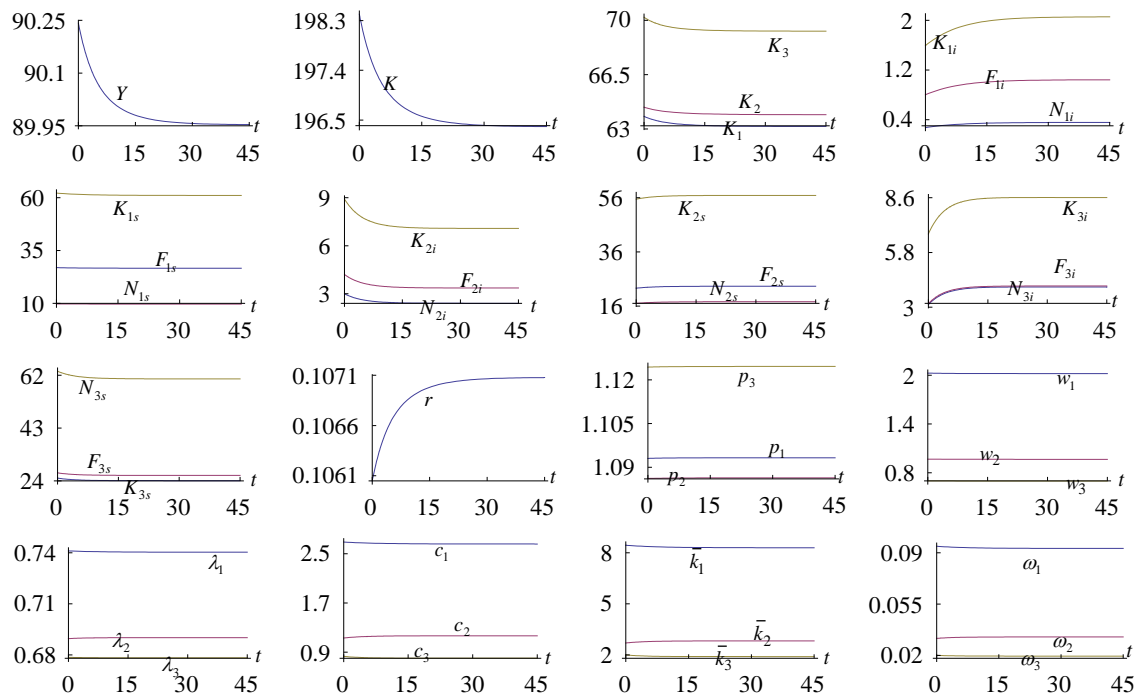 90.25 198.3 70 2
K₁ᵢ
K₃
90.1 197.4 66.5 1.2 F₁ᵢ
Y K K₂ N₁ᵢ
89.95 t 196.5 t 63 K₁ t 0.4 t
0 15 30 45 0 15 30 45 0 15 30 45 0 15 30 45
60 9 56 8.6
K₁ₛ K₂ₛ K₃ᵢ
K₂ᵢ
35 6 36 5.8
F₁ₛ F₂ᵢ F₂ₛ F₃ᵢ
N₁ₛ N₂ₛ N₃ᵢ
10 t 3 N₂ᵢ t 16 t 3 t
0 15 30 45 0 15 30 45 0 15 30 45 0 15 30 45
62 0.1071 1.12 2
N₃ₛ r p₃ w₁
43 0.1066 1.105 1.4
F₃ₛ p₁ w₂
1.09 0.8
24 K₃ₛ t 0.1061 t p₂ t w₃ t
0 15 30 45 0 15 30 45 0 15 30 45 0 15 30 45
0.74 2.5 8 0.09
λ₁ c₁ k̄₁ ω₁
0.71 1.7 5 0.055
λ₂ c₂ k̄₂ ω₂
0.68 λ₃ t 0.9 c₃ t 2 k̄₃ t 0.02 ω₃ t
0 15 30 45 0 15 30 45 0 15 30 45 0 15 30 45